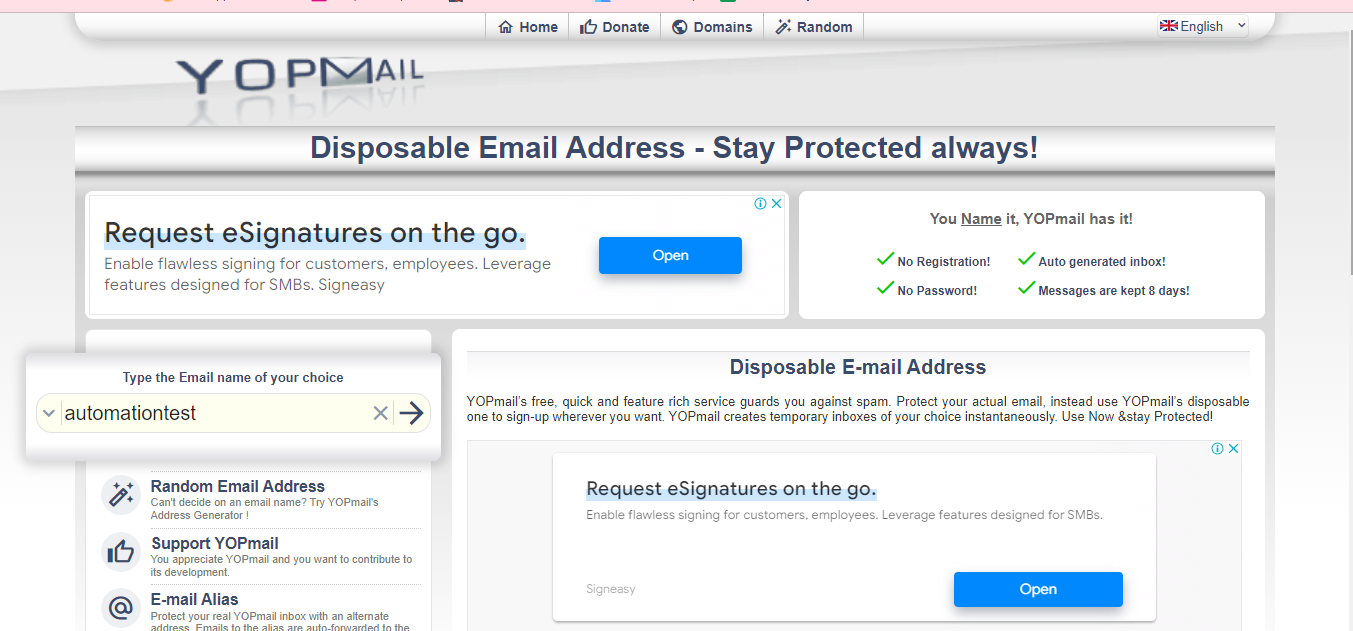 Home
Donate
Domains
Random
English
YOPMAIL
Disposable Email Address - Stay Protected always!
Request eSignatures on the go.
Enable flawless signing for customers, employees. Leverage
features designed for SMBs. Signeasy
Open
You Name it, YOPmail has it!
No Registration!
Auto generated inbox!
No Password!
Messages are kept 8 days!
Type the Email name of your choice
automationtest
Random Email Address
Can't decide on an email name? Try YOPmail's
Address Generator !
Support YOPmail
You appreciate YOPmail and you want to contribute to
its development.
E-mail Alias
Protect your real YOPmail inbox with an alternate
address. Emails to the alias are auto-forwarded to the
Disposable E-mail Address
YOPmail's free, quick and feature rich service guards you against spam. Protect your actual email, instead use YOPmail's disposable
one to sign-up wherever you want. YOPmail creates temporary inboxes of your choice instantaneously. Use Now &stay Protected!
Request eSignatures on the go.
Enable flawless signing for customers, employees. Leverage features designed for SMBs.
Signeasy
Open